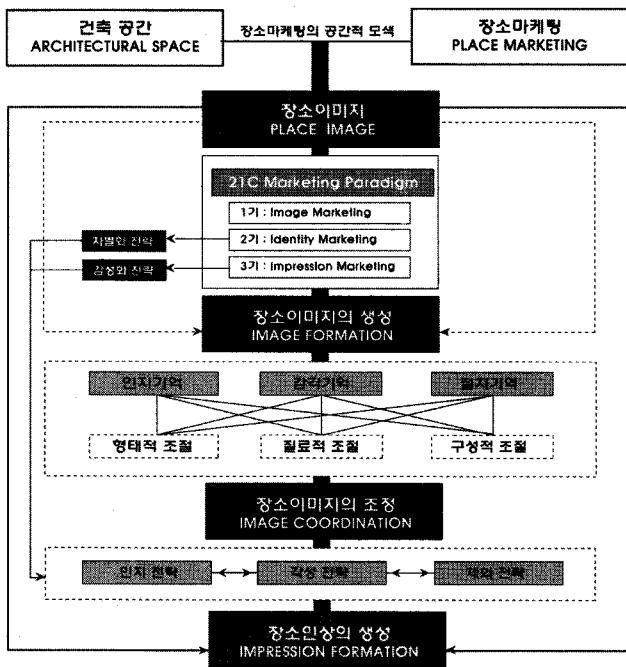 건축 공간
ARCHITECTURAL SPACE
장소마케팅의 공간적 모색
장소마케팅
PLACE MARKETING
장소이미지
PLACE IMAGE
21C Marketing Paradigm
1기 : Image Marketing
차별화 전략
2기 : Identity Marketing
감성화 전략
3기 : Impression Marketing
장소이미지의 생성
IMAGE FORMATION
인지기억
감각기억
절차기억
형태적 조절
질료적 조절
구성적 조절
장소이미지의 조정
IMAGE COORDINATION
인지 전략
각성 전략
전략
장소인상의 생성
IMPRESSION FORMATION